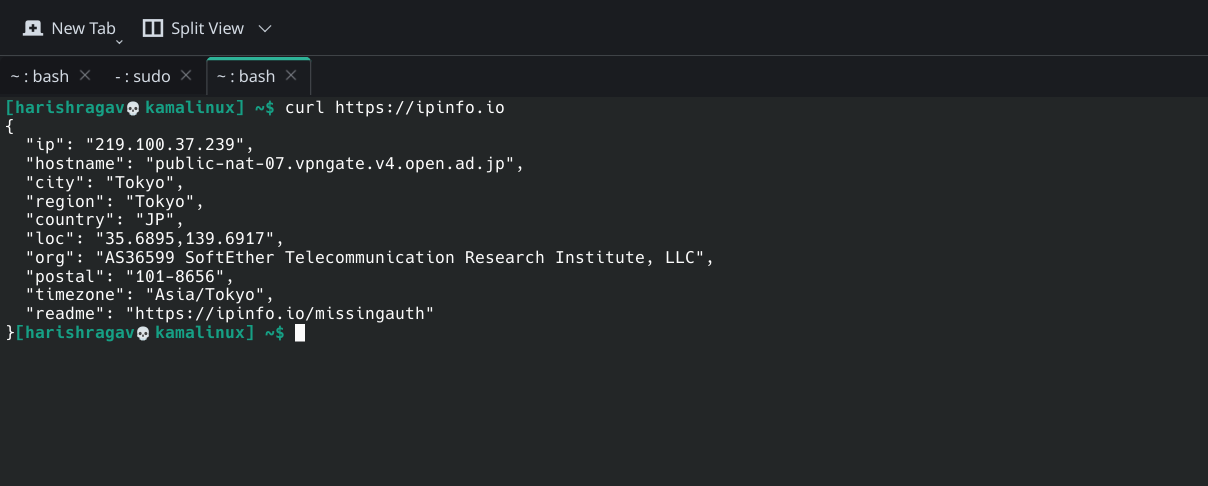 New Tab Split View
~ : bash - : sudo ~ : bash
[harishragav💀kamalinux] ~$ curl https://ipinfo.io
{
  "ip": "219.100.37.239",
  "hostname": "public-nat-07.vpngate.v4.open.ad.jp",
  "city": "Tokyo",
  "region": "Tokyo",
  "country": "JP",
  "loc": "35.6895,139.6917",
  "org": "AS36599 SoftEther Telecommunication Research Institute, LLC",
  "postal": "101-8656",
  "timezone": "Asia/Tokyo",
  "readme": "https://ipinfo.io/missingauth"
}[harishragav💀kamalinux] ~$